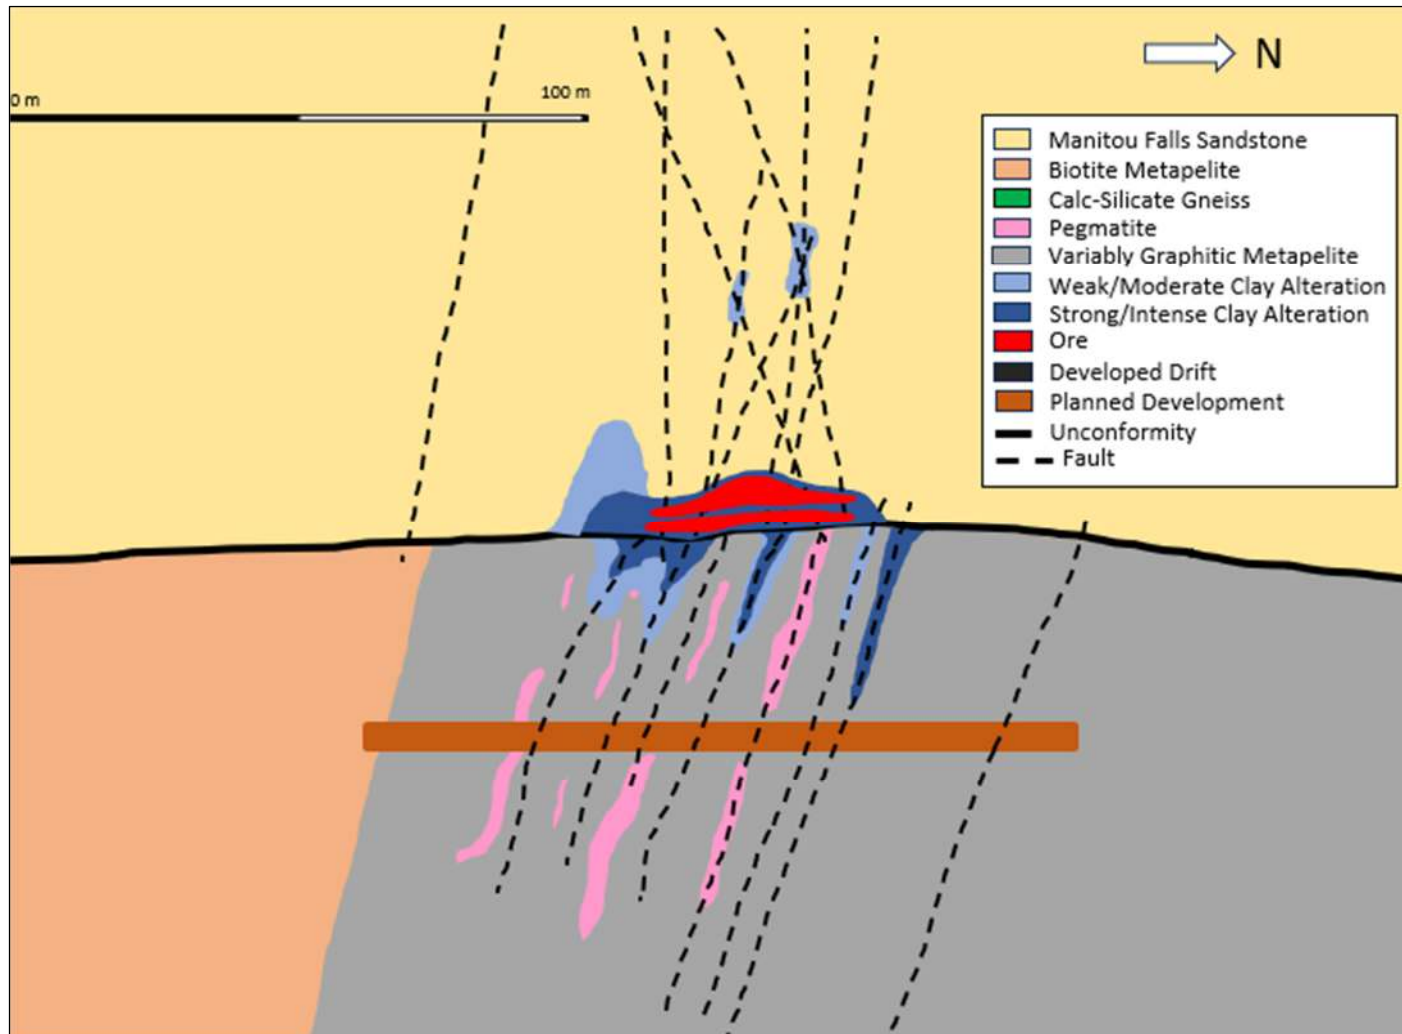 N
0 m
100 m
Manitou Falls Sandstone
Biotite Metapelite
Calc-Silicate Gneiss
Pegmatite
Variably Graphitic Metapelite
Weak/Moderate Clay Alteration
Strong/Intense Clay Alteration
Ore
Developed Drift
Planned Development
Unconformity
Fault